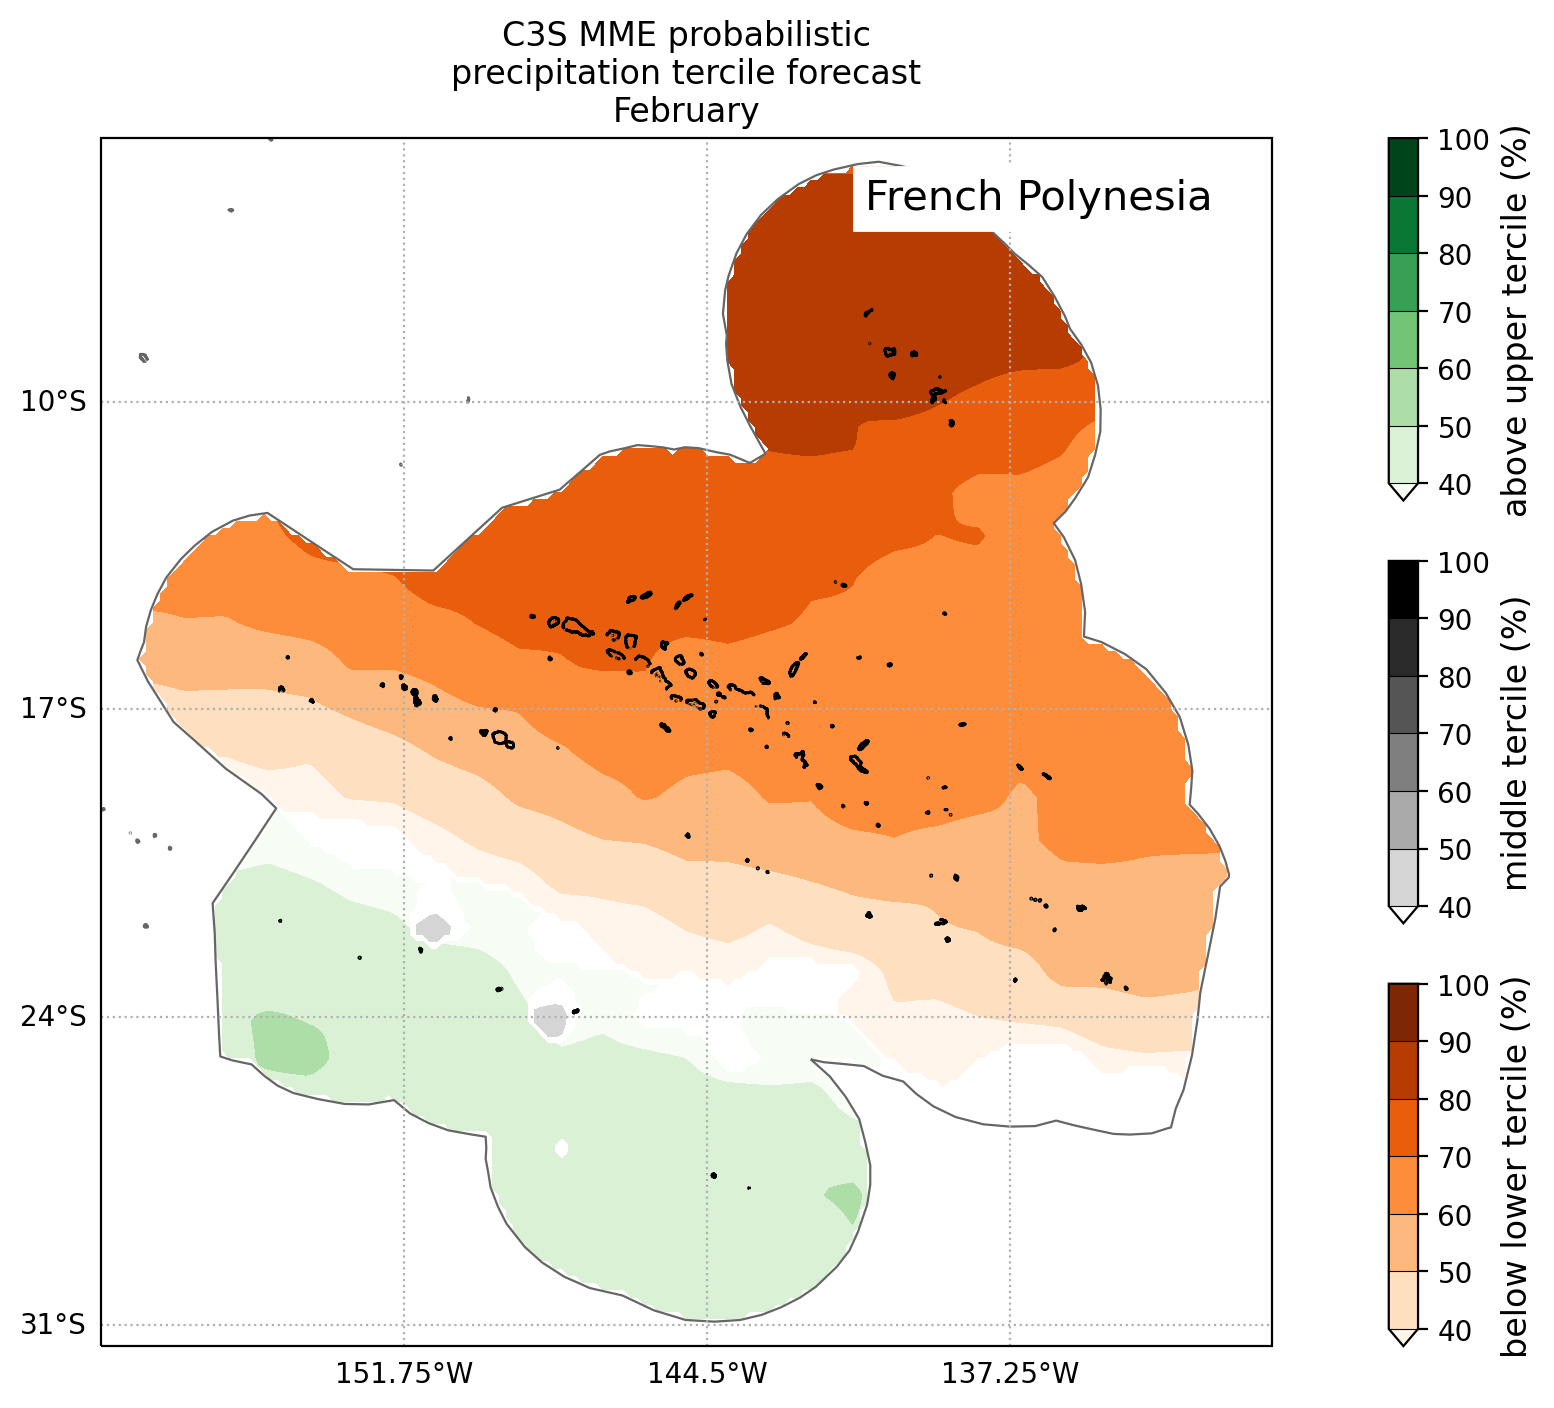 C3S MME probabilistic
precipitation tercile forecast
February
French Polynesia
10°S
17°S
24°S
31°S
151.75°W
144.5°W
137.25°W
100
90
80
70
60
50
40
above upper tercile (%)
100
90
80
70
60
50
40
middle tercile (%)
100
90
80
70
60
50
40
below lower tercile (%)